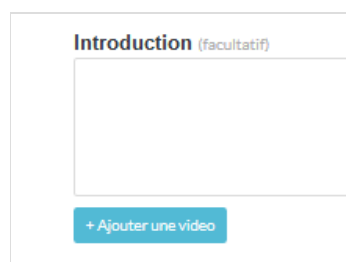 Introduction (facultatif)
+ Ajouter une video